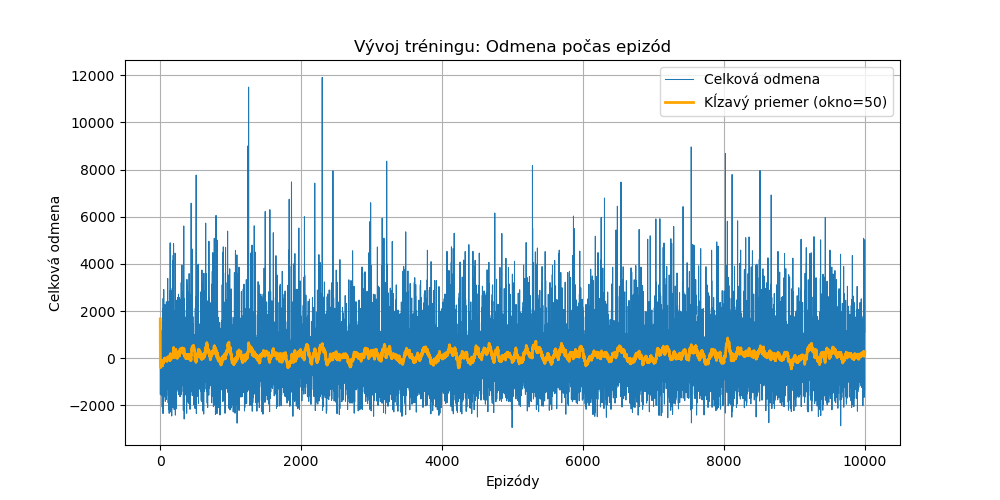 Vývoj tréningu: Odmena počas epizód
Celková odmena
Kĺzavý priemer (okno=50)
12000
10000
8000
6000
4000
2000
0
−2000
Celková odmena
0
2000
4000
6000
8000
10000
Epizódy